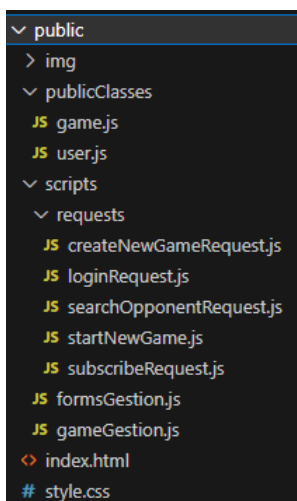 public
img
publicClasses
JS game.js
JS user.js
scripts
requests
JS createNewGameRequest.js
JS loginRequest.js
JS searchOpponentRequest.js
JS startNewGame.js
JS subscribeRequest.js
JS formsGestion.js
JS gameGestion.js
<> index.html
# style.css